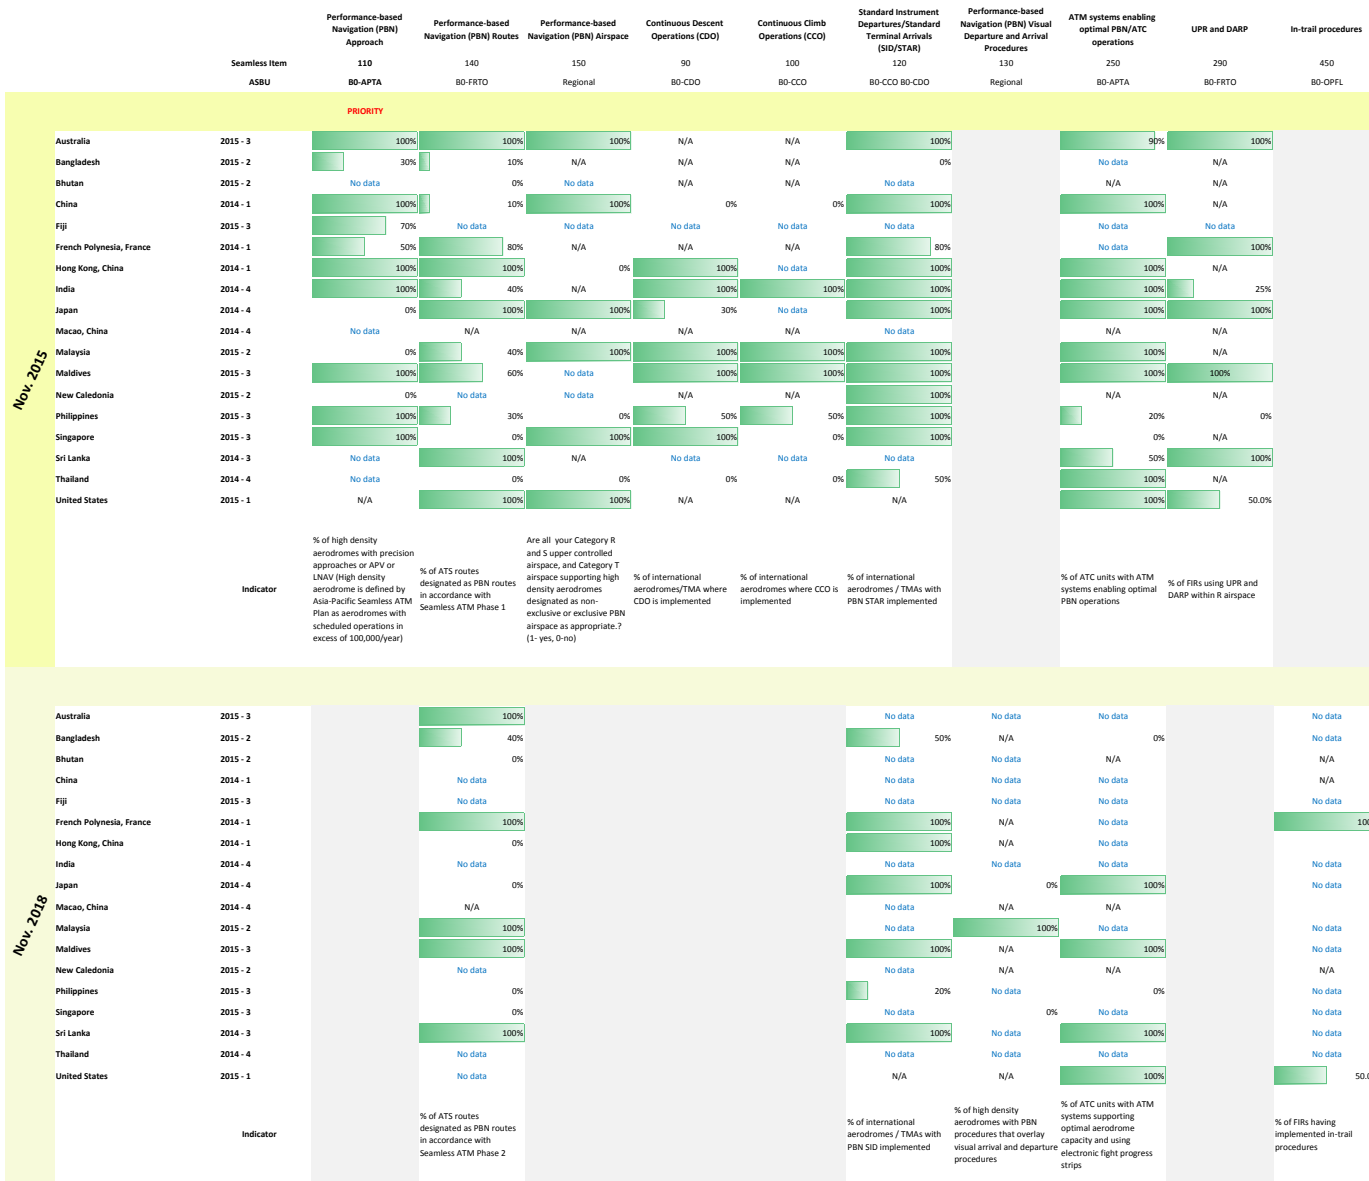 Performance-based Navigation (PBN) Approach
Performance-based Navigation (PBN) Routes
Performance-based Navigation (PBN) Airspace
Continuous Descent Operations (CDO)
Continuous Climb Operations (CCO)
Standard Instrument Departures/Standard Terminal Arrivals (SID/STAR)
Performance-based Navigation (PBN) Visual Departure and Arrival Procedures
ATM systems enabling optimal PBN/ATC operations
UPR and DARP
In-trail procedures
Seamless Item 110 140 150 90 100 120 130 250 290 450
ASBU B0-APTA B0-FRTO Regional B0-CDO B0-CCO B0-CCO B0-CDO Regional B0-APTA B0-FRTO B0-OPFL
PRIORITY
Nov. 2015
Australia 2015 - 3 100% 100% 100% N/A N/A 100% 90% 100%
Bangladesh 2015 - 2 30% 10% N/A N/A N/A 0% No data N/A
Bhutan 2015 - 2 No data 0% No data N/A N/A No data N/A N/A
China 2014 - 1 100% 10% 100% 0% 0% 100% 100% N/A
Fiji 2015 - 3 70% No data No data No data No data No data No data No data
French Polynesia, France 2014 - 1 50% 80% N/A N/A N/A 80% No data 100%
Hong Kong, China 2014 - 1 100% 100% 0% 100% No data 100% 100% N/A
India 2014 - 4 100% 40% N/A 100% 100% 100% 100% 25%
Japan 2014 - 4 0% 100% 100% 30% No data 100% 100% 100%
Macao, China 2014 - 4 No data N/A N/A N/A N/A No data N/A N/A
Malaysia 2015 - 2 0% 40% 100% 100% 100% 100% 100% N/A
Maldives 2015 - 3 100% 60% No data 100% 100% 100% 100% 100%
New Caledonia 2015 - 2 0% No data No data N/A N/A 100% N/A N/A
Philippines 2015 - 3 100% 30% 0% 50% 50% 100% 20% 0%
Singapore 2015 - 3 100% 0% 100% 100% 0% 100% 0% N/A
Sri Lanka 2014 - 3 No data 100% N/A No data No data No data 50% 100%
Thailand 2014 - 4 No data 0% 0% 0% 0% 50% 100% N/A
United States 2015 - 1 N/A 100% 100% N/A N/A N/A 100% 50.0%
Indicator
% of high density aerodromes with precision approaches or APV or LNAV (High density aerodrome is defined by Asia-Pacific Seamless ATM Plan as aerodromes with scheduled operations in excess of 100,000/year)
% of ATS routes designated as PBN routes in accordance with Seamless ATM Phase 1
Are all your Category R and S upper controlled airspace, and Category T airspace supporting high density aerodromes designated as non-exclusive or exclusive PBN airspace as appropriate.? (1- yes, 0-no)
% of international aerodromes/TMA where CDO is implemented
% of international aerodromes where CCO is implemented
% of international aerodromes / TMAs with PBN STAR implemented
% of ATC units with ATM systems enabling optimal PBN operations
% of FIRs using UPR and DARP within R airspace
Nov. 2018
Australia 2015 - 3 100% No data No data No data No data
Bangladesh 2015 - 2 40% 50% N/A 0% No data
Bhutan 2015 - 2 0% No data No data N/A N/A
China 2014 - 1 No data No data No data No data N/A
Fiji 2015 - 3 No data No data No data No data No data
French Polynesia, France 2014 - 1 100% 100% N/A No data 100
Hong Kong, China 2014 - 1 0% 100% N/A No data
India 2014 - 4 No data No data No data No data No data
Japan 2014 - 4 0% 100% 0% 100% No data
Macao, China 2014 - 4 N/A No data N/A N/A
Malaysia 2015 - 2 100% No data 100% No data No data
Maldives 2015 - 3 100% 100% N/A 100% No data
New Caledonia 2015 - 2 No data No data N/A N/A N/A
Philippines 2015 - 3 0% 20% No data 0% No data
Singapore 2015 - 3 0% No data 0% No data No data
Sri Lanka 2014 - 3 100% 100% No data 100% No data
Thailand 2014 - 4 No data No data No data No data No data
United States 2015 - 1 No data N/A N/A 100% 50.0
Indicator
% of ATS routes designated as PBN routes in accordance with Seamless ATM Phase 2
% of international aerodromes / TMAs with PBN SID implemented
% of high density aerodromes with PBN procedures that overlay visual arrival and departure procedures
% of ATC units with ATM systems supporting optimal aerodrome capacity and using electronic fight progress strips
% of FIRs having implemented in-trail procedures